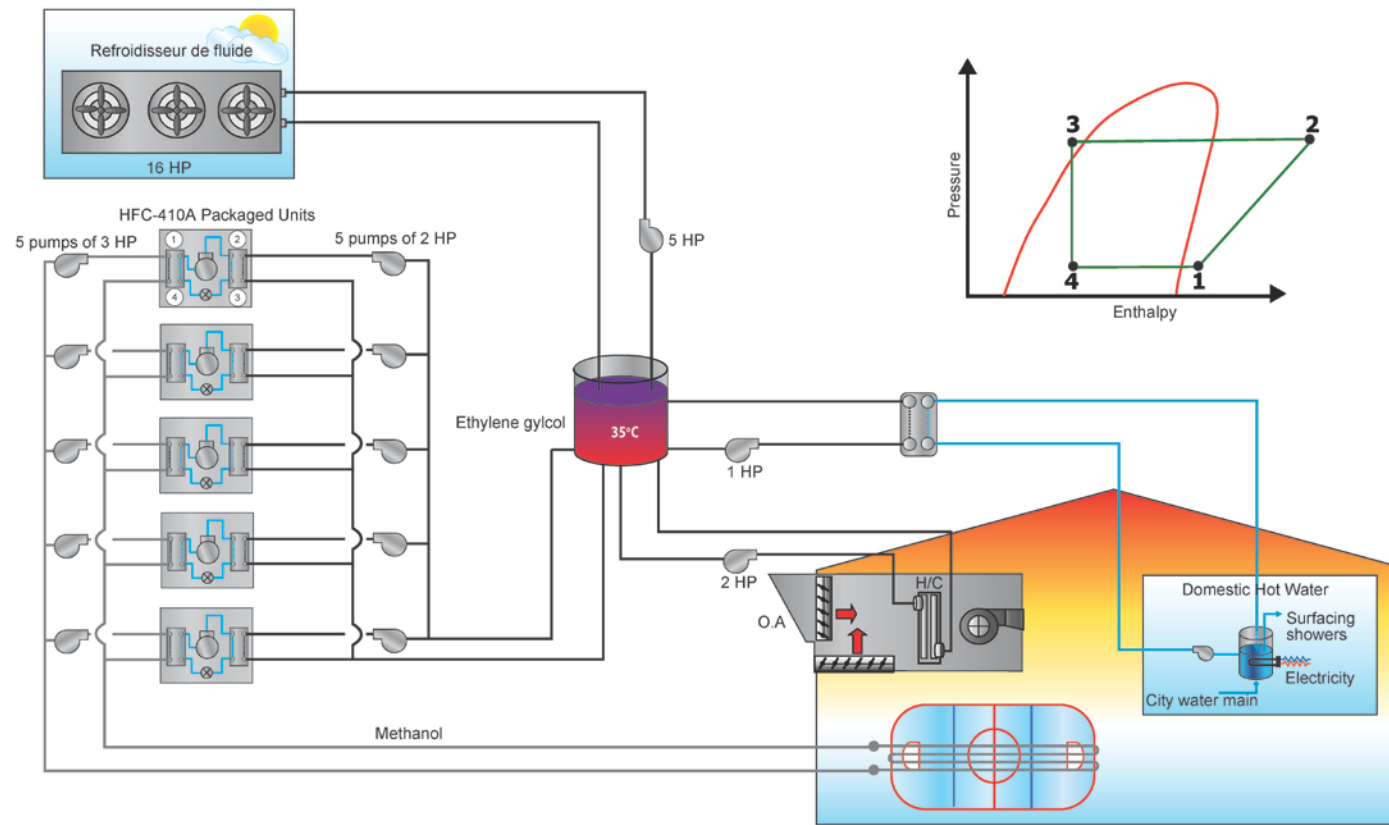 Refroidisseur de fluide
16 HP
HFC-410A Packaged Units
5 pumps of 3 HP
5 pumps of 2 HP
1
2
4
3
5 HP
Pressure
3
2
4
1
Enthalpy
Ethylene gylcol
35°C
1 HP
2 HP
O.A
H/C
Domestic Hot Water
Surfacing
showers
Electricity
City water main
Methanol